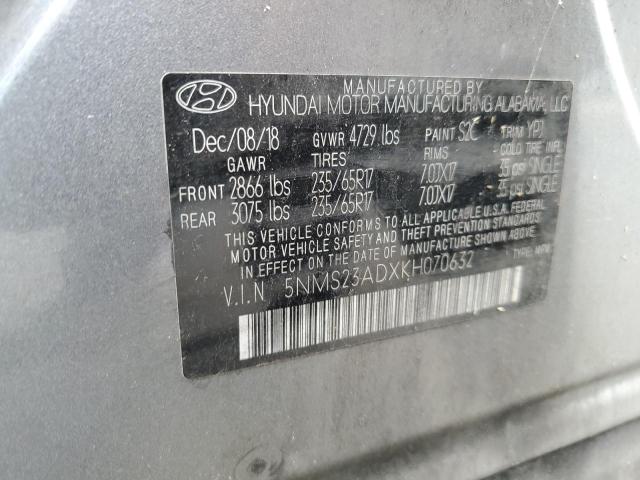 MANUFACTURED BY
HYUNDAI MOTOR MANUFACTURING ALABAMA, LLC
Dec/08/18 GVWR 4729 lbs PAINT S2C TRIM YPJ
GAWR TIRES RIMS COLD TIRE INFL.
FRONT 2866 lbs 235/65R17 7.0JX17 35 psi SINGLE
REAR 3075 lbs 235/65R17 7.0JX17 35 psi SINGLE
THIS VEHICLE CONFORMS TO ALL APPLICABLE U.S.A. FEDERAL
MOTOR VEHICLE SAFETY AND THEFT PREVENTION STANDARDS
IN EFFECT ON THE DATE OF MANUFACTURE SHOWN ABOVE.
V.I.N 5NMS23ADXKH070632 TYPE: MPV